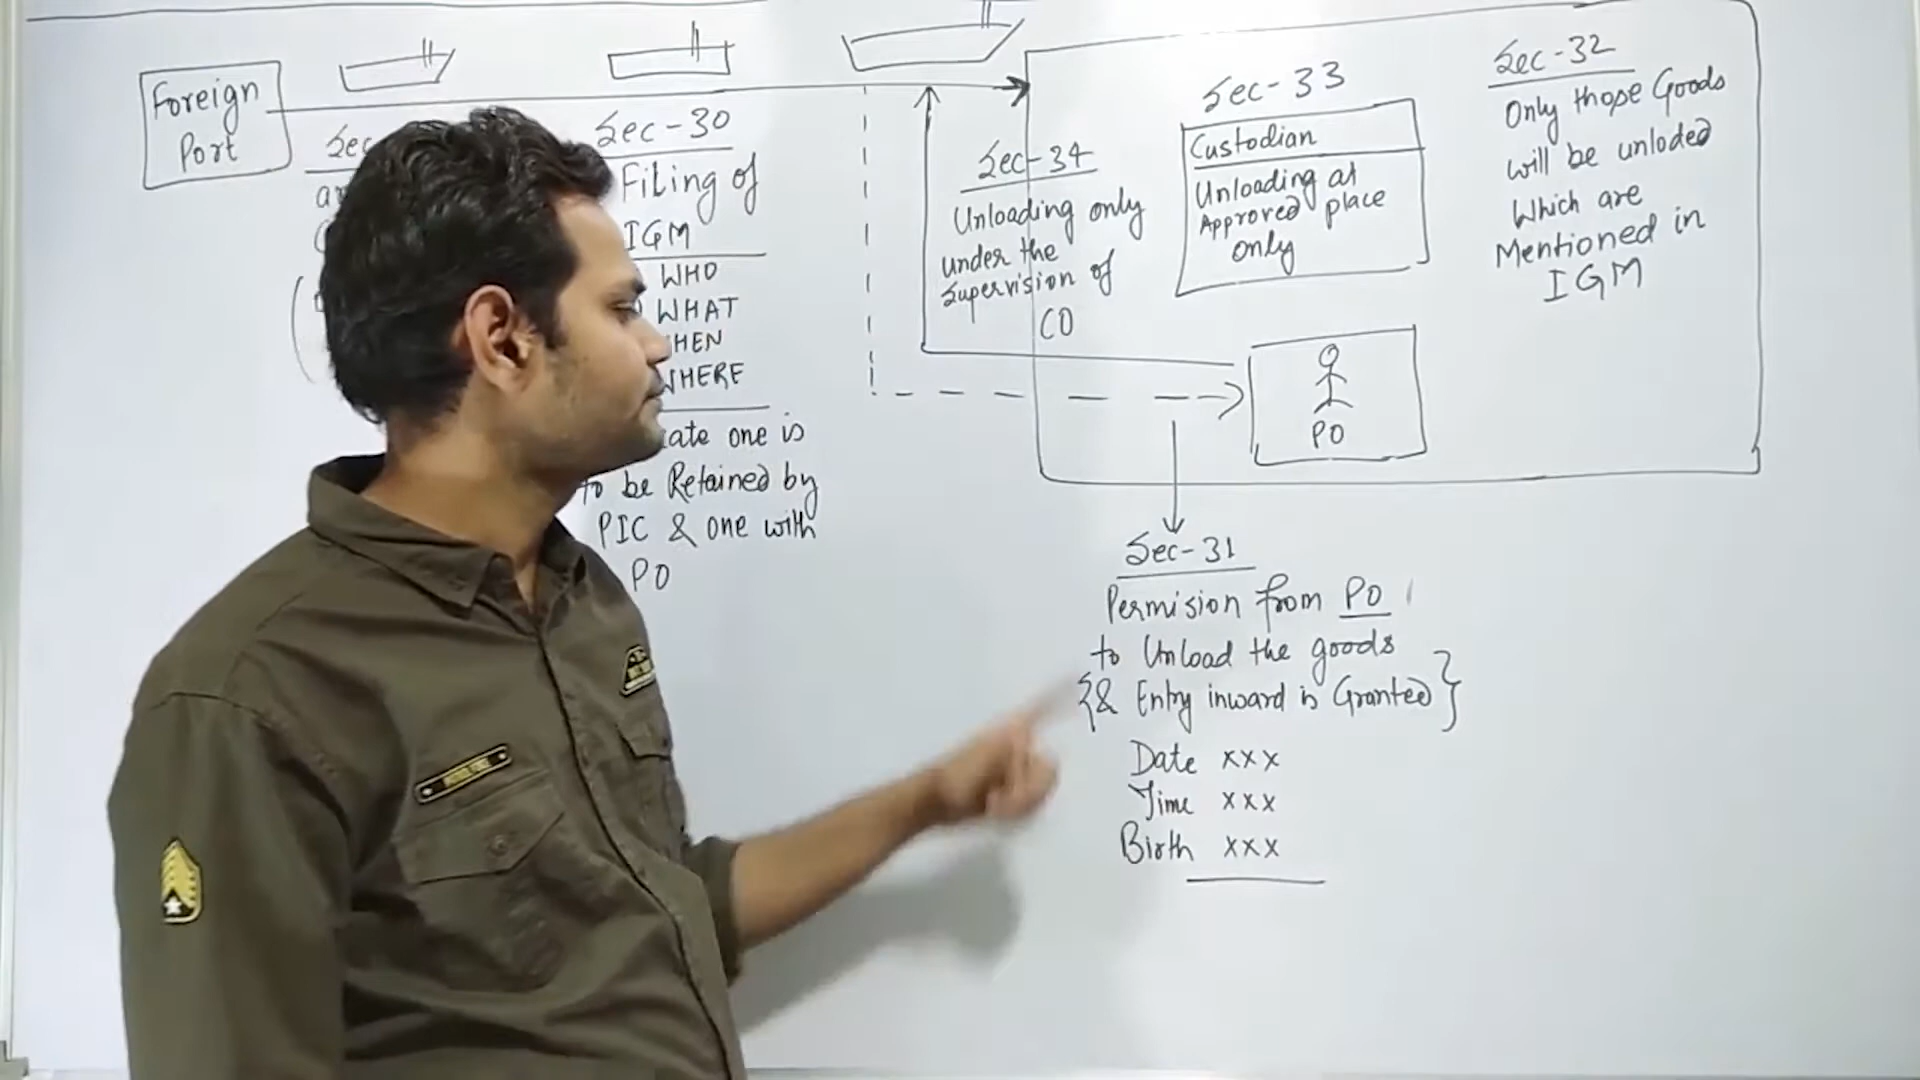 Foreign
Port
Sec
Sec-30
Filing of
IGM
WHO
WHAT
HEN
WHERE
cate one is
to be Retained by
PIC & one with
PO
Sec-34
Unloading only
under the
Supervision of
CO
Sec-33
Custodian
Unloading at
Approved place
only
Sec-32
Only those Goods
will be unloded
Which are
Mentioned in
IGM
PO
Sec-31
Permision from PO
to Unload the goods
{& Entry inward is Granted}
Date xxx
Time xxx
Birth xxx